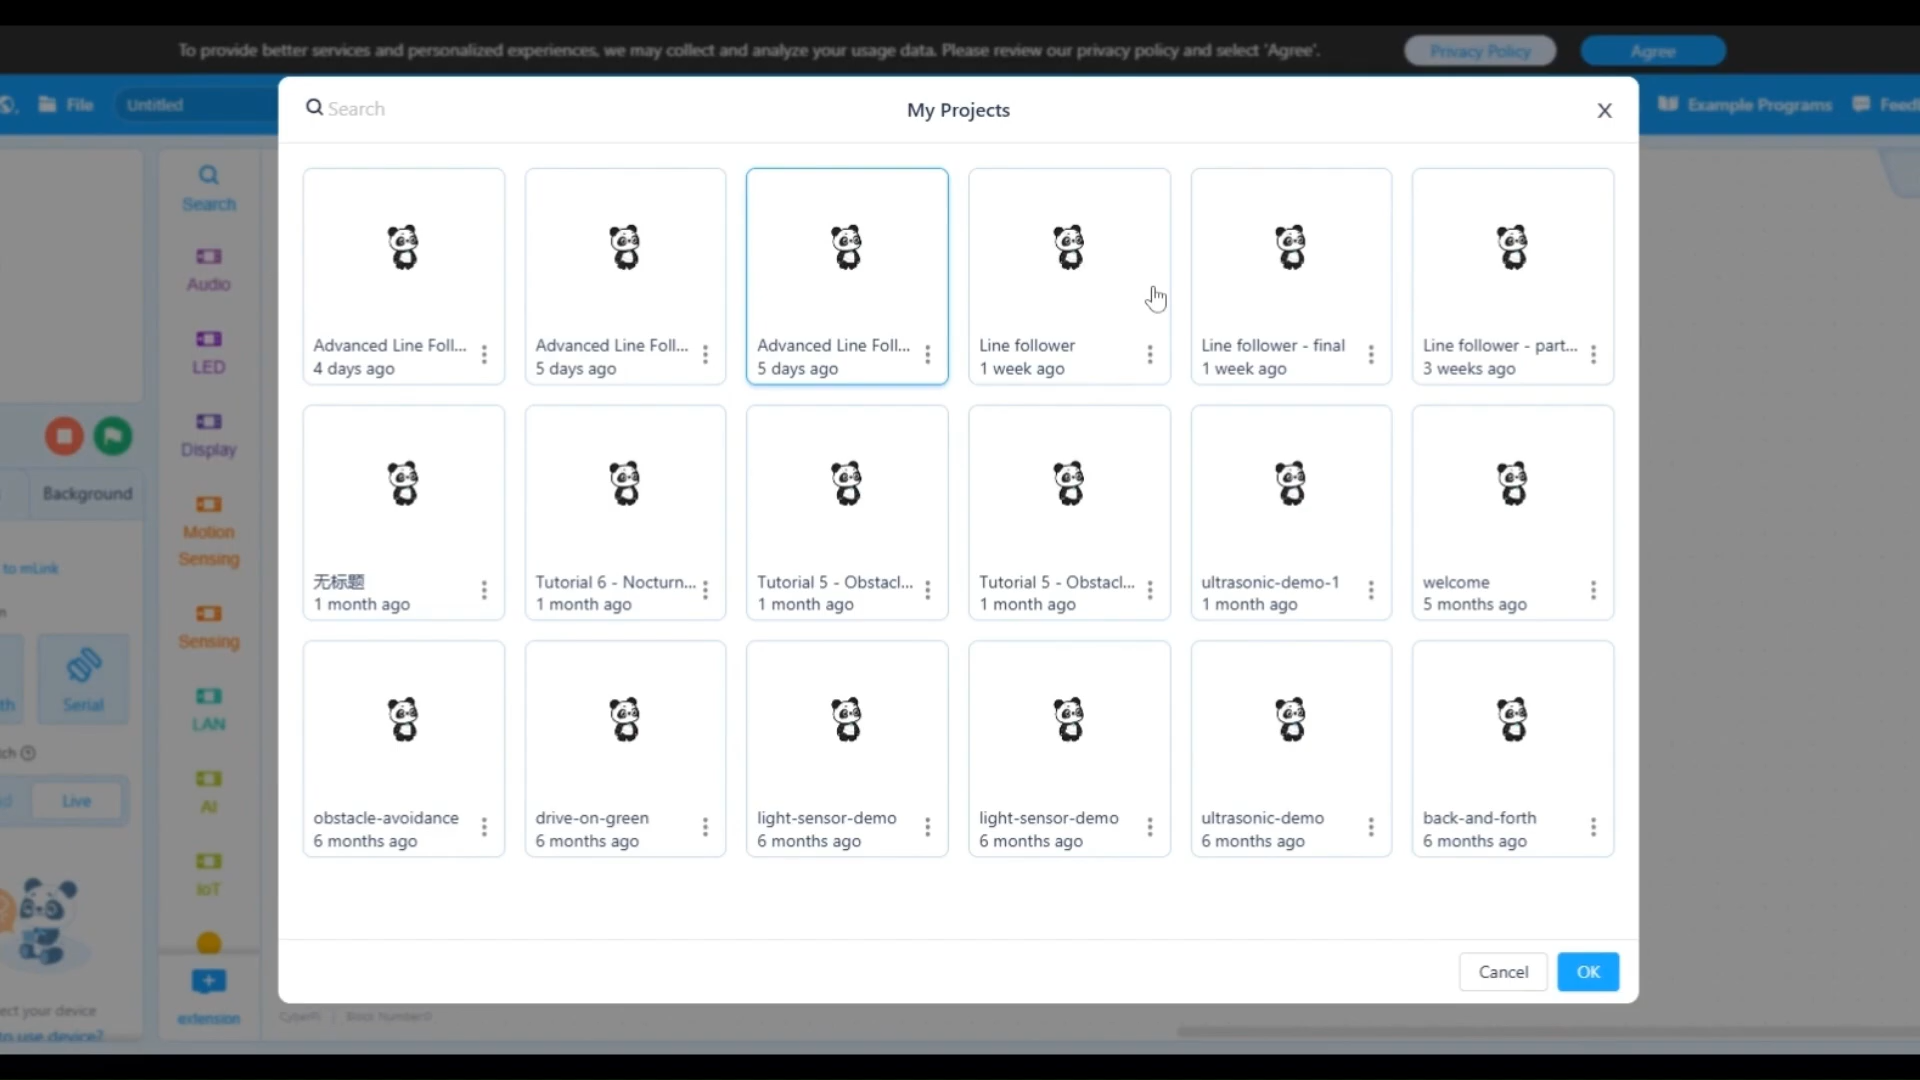 To provide better services and personalized experiences, we may collect and analyze your usage data. Please review our privacy policy and select 'Agree'.
Privacy Policy
Agree
File
Untitled
Search
My Projects
X
Example Programs
Search
Audio
LED
Display
Background
Motion
Sensing
to mLink
Sensing
Serial
LAN
Live
AI
IoT
extension
Advanced Line Foll...
4 days ago
Advanced Line Foll...
5 days ago
Advanced Line Foll...
5 days ago
Line follower
1 week ago
Line follower - final
1 week ago
Line follower - part...
3 weeks ago
无标题
1 month ago
Tutorial 6 - Nocturn...
1 month ago
Tutorial 5 - Obstacl...
1 month ago
Tutorial 5 - Obstacl...
1 month ago
ultrasonic-demo-1
1 month ago
welcome
5 months ago
obstacle-avoidance
6 months ago
drive-on-green
6 months ago
light-sensor-demo
6 months ago
light-sensor-demo
6 months ago
ultrasonic-demo
6 months ago
back-and-forth
6 months ago
Cancel
OK
your device
to use device?